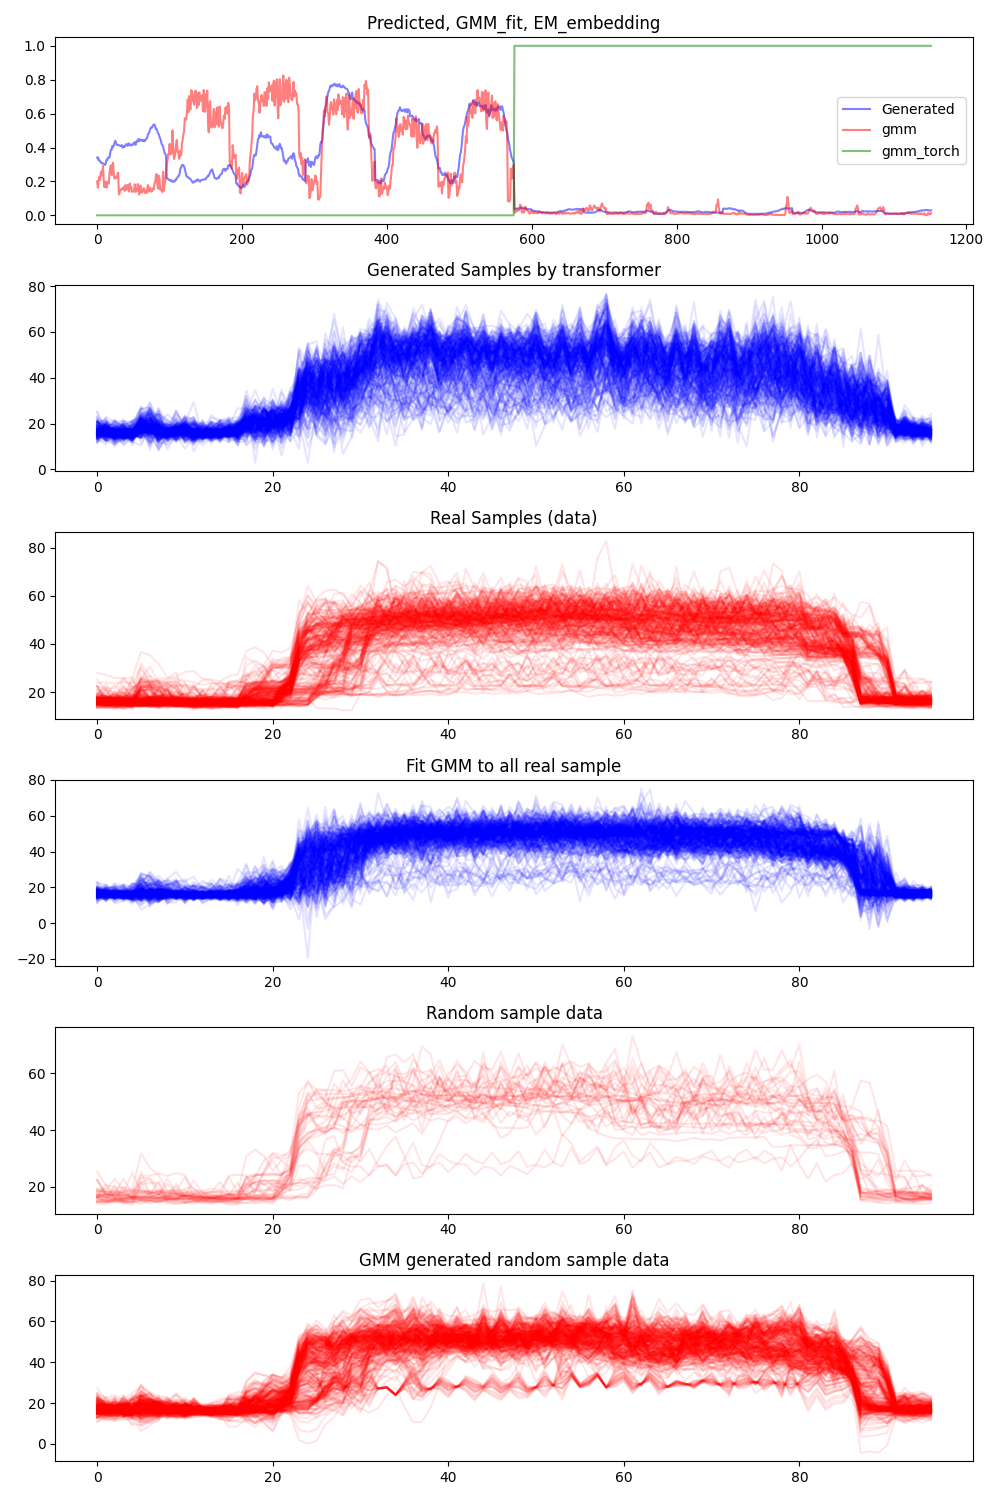 Predicted, GMM_fit, EM_embedding
1.0
0.8
0.6
0.4
0.2
0.0
Generated
gmm
gmm_torch
0 200 400 600 800 1000 1200
Generated Samples by transformer
80
60
40
20
0
0 20 40 60 80
Real Samples (data)
80
60
40
20
0 20 40 60 80
Fit GMM to all real sample
80
60
40
20
0
−20
0 20 40 60 80
Random sample data
60
40
20
0 20 40 60 80
GMM generated random sample data
80
60
40
20
0
0 20 40 60 80